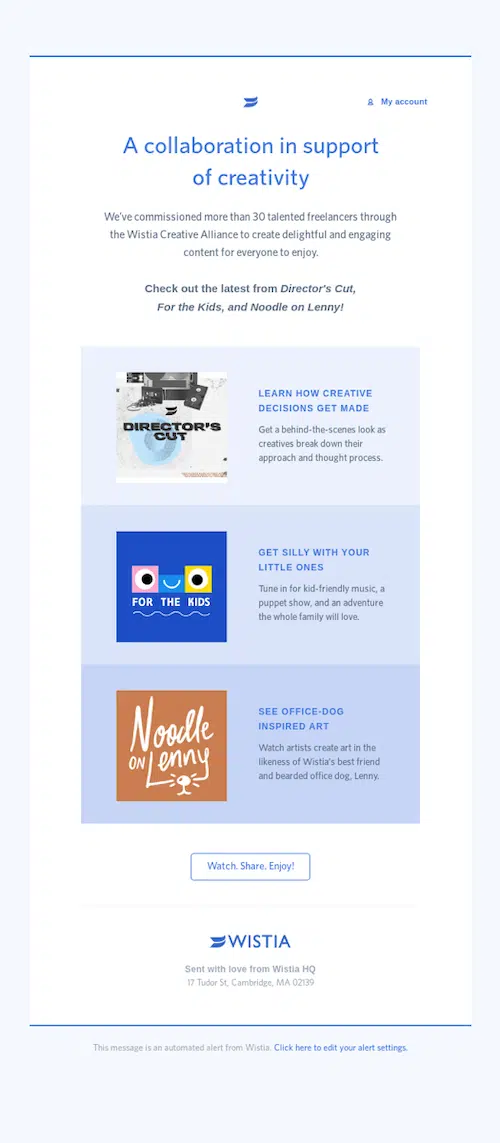 My account
A collaboration in support
of creativity
We've commissioned more than 30 talented freelancers through
the Wistia Creative Alliance to create delightful and engaging
content for everyone to enjoy.
Check out the latest from Director's Cut,
For the Kids, and Noodle on Lenny!
DIRECTOR'S
CUT
LEARN HOW CREATIVE
DECISIONS GET MADE
Get a behind-the-scenes look as
creatives break down their
approach and thought process.
FOR THE KIDS
GET SILLY WITH YOUR
LITTLE ONES
Tune in for kid-friendly music, a
puppet show, and an adventure
the whole family will love.
Noodle
ON Lenny
SEE OFFICE-DOG
INSPIRED ART
Watch artists create art in the
likeness of Wistia's best friend
and bearded office dog, Lenny.
Watch. Share. Enjoy!
WISTIA
Sent with love from Wistia HQ
17 Tudor St, Cambridge, MA 02139
This message is an automated alert from Wistia. Click here to edit your alert settings.